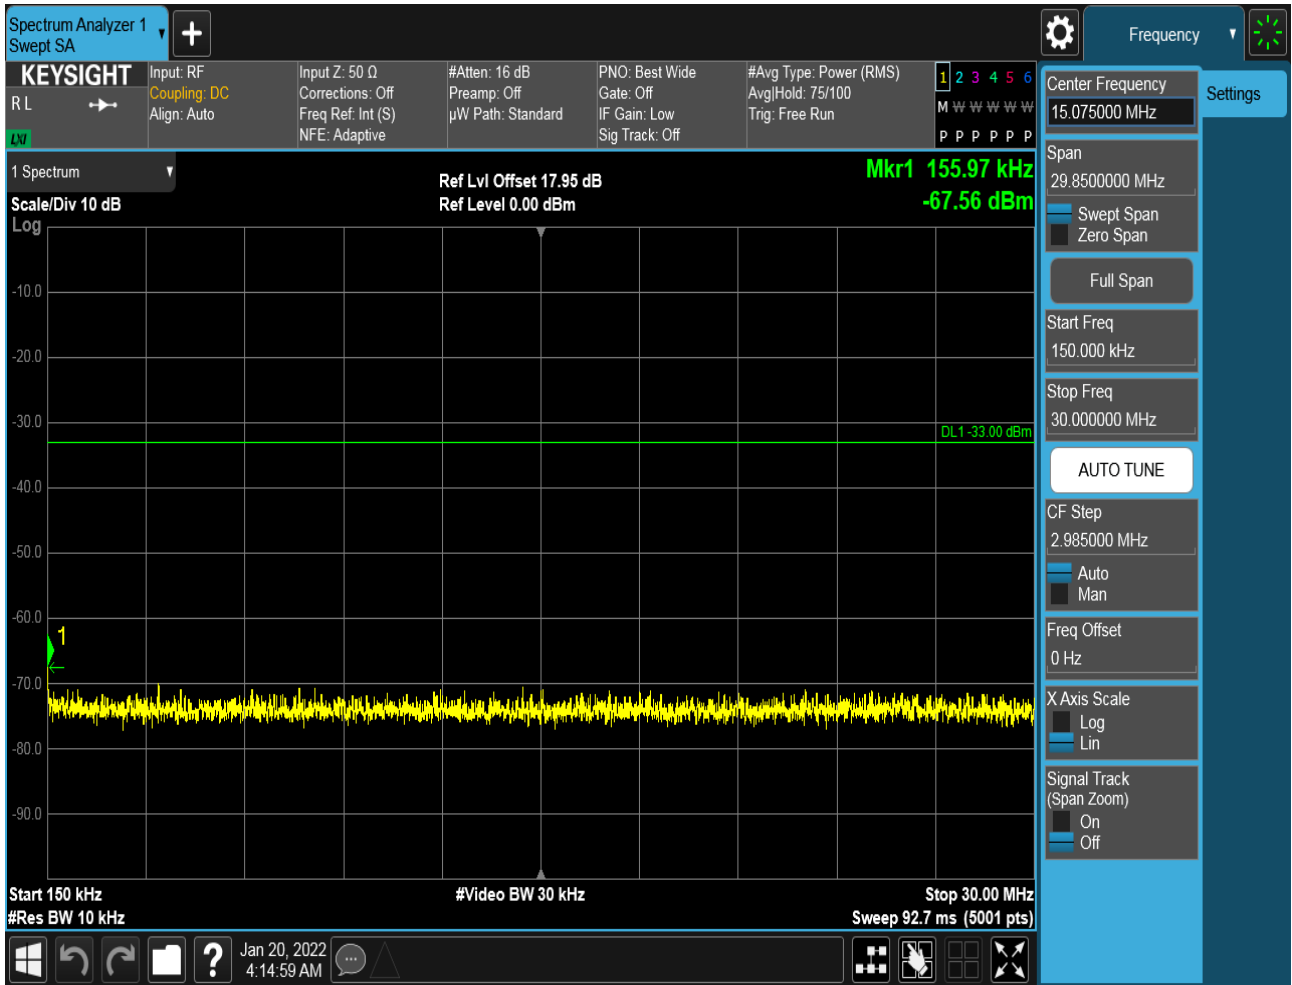 Spectrum Analyzer 1
Swept SA
Frequency
KEYSIGHT
R L
LXI
Input: RF
Coupling: DC
Align: Auto
Input Z: 50 Ω
Corrections: Off
Freq Ref: Int (S)
NFE: Adaptive
#Atten: 16 dB
Preamp: Off
µW Path: Standard
PNO: Best Wide
Gate: Off
IF Gain: Low
Sig Track: Off
#Avg Type: Power (RMS)
Avg|Hold: 75/100
Trig: Free Run
1 2 3 4 5 6
M W W W W W
P P P P P P
1 Spectrum
Scale/Div 10 dB
Log
Ref Lvl Offset 17.95 dB
Ref Level 0.00 dBm
Mkr1 155.97 kHz
-67.56 dBm
-10.0
-20.0
-30.0
DL1 -33.00 dBm
-40.0
-50.0
-60.0
1
-70.0
-80.0
-90.0
Start 150 kHz
#Res BW 10 kHz
#Video BW 30 kHz
Stop 30.00 MHz
Sweep 92.7 ms (5001 pts)
Jan 20, 2022
4:14:59 AM
Center Frequency
15.075000 MHz
Settings
Span
29.8500000 MHz
Swept Span
Zero Span
Full Span
Start Freq
150.000 kHz
Stop Freq
30.000000 MHz
AUTO TUNE
CF Step
2.985000 MHz
Auto
Man
Freq Offset
0 Hz
X Axis Scale
Log
Lin
Signal Track
(Span Zoom)
On
Off